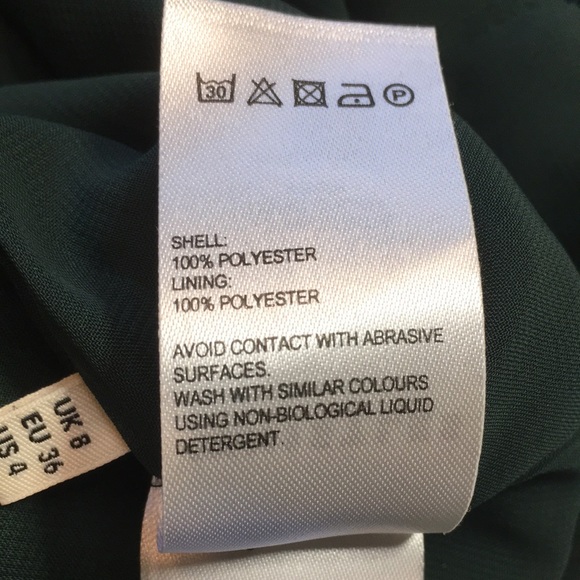 30
P
SHELL:
100% POLYESTER
LINING:
100% POLYESTER
AVOID CONTACT WITH ABRASIVE
SURFACES.
WASH WITH SIMILAR COLOURS
USING NON-BIOLOGICAL LIQUID
DETERGENT.
UK 8
EU 36
US 4